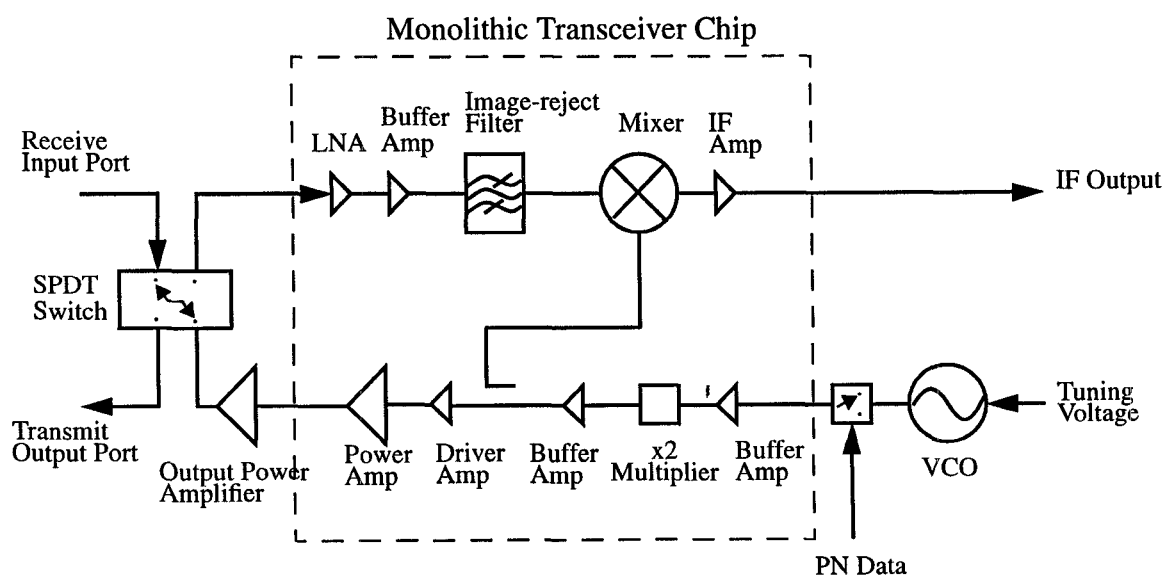 Monolithic Transceiver Chip
Receive
Input Port
LNA
Buffer
Amp
Image-reject
Filter
Mixer
IF
Amp
IF Output
SPDT
Switch
Transmit
Output Port
Output Power
Amplifier
Power
Amp
Driver
Amp
Buffer
Amp
x2
Multiplier
Buffer
Amp
VCO
Tuning
Voltage
PN Data